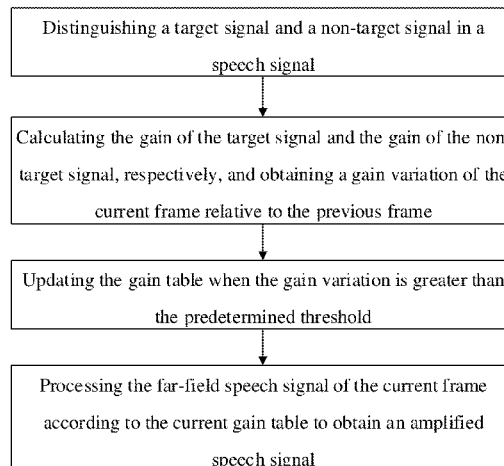 Distinguishing a target signal and a non-target signal in a
speech signal
Calculating the gain of the target signal and the gain of the non
target signal, respectively, and obtaining a gain variation of the
current frame relative to the previous frame
Updating the gain table when the gain variation is greater than
the predetermined threshold
Processing the far-field speech signal of the current frame
according to the current gain table to obtain an amplified
speech signal